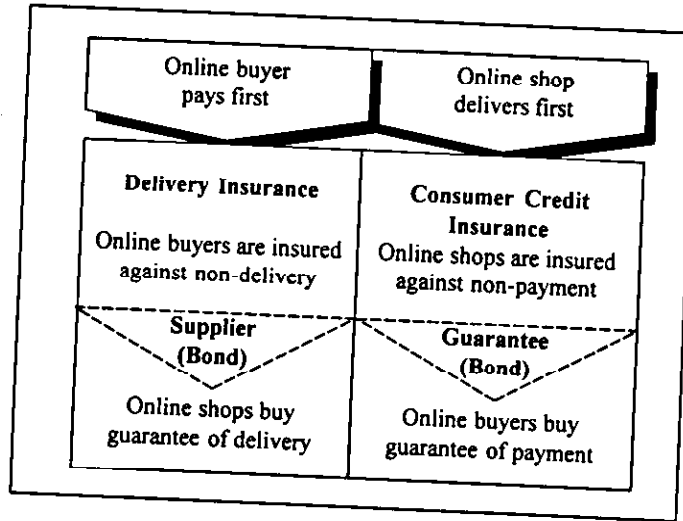 Online buyer
pays first
Online shop
delivers first
Delivery Insurance
Online buyers are insured
against non-delivery
Consumer Credit
Insurance
Online shops are insured
against non-payment
Supplier
(Bond)
Online shops buy
guarantee of delivery
Guarantee
(Bond)
Online buyers buy
guarantee of payment